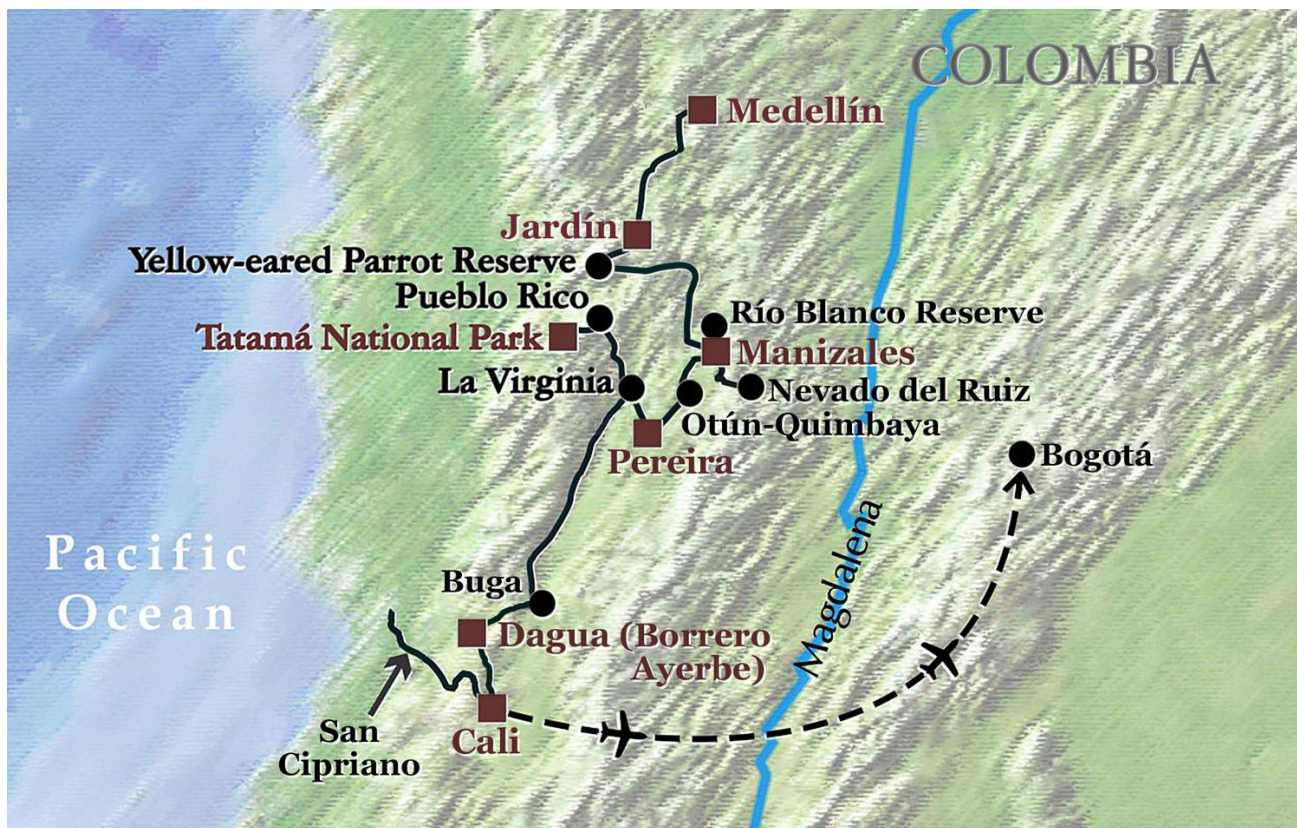 COLOMBIA
Medellín
Jardín
Yellow-eared Parrot Reserve
Pueblo Rico
Río Blanco Reserve
Tatamá National Park
Manizales
La Virginia
Nevado del Ruiz
Otún-Quimbaya
Pereira
Bogotá
Magdalena
Pacific
Ocean
Buga
Dagua (Borrero
Ayerbe)
San
Cipriano
Cali